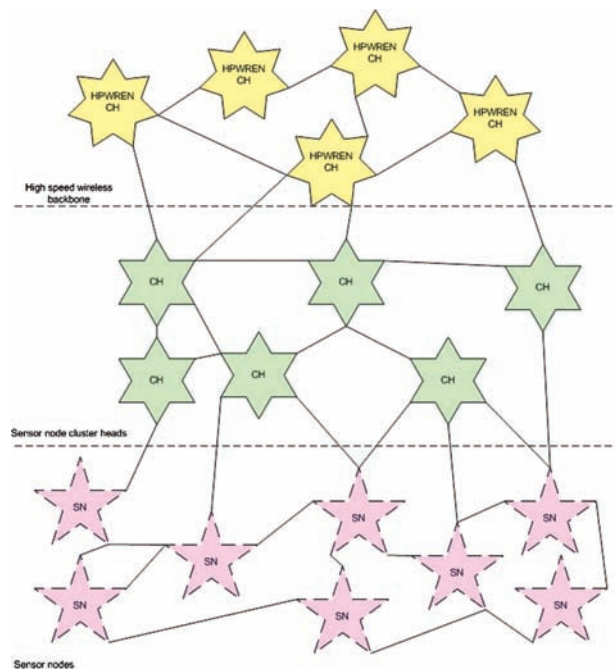 HPWREN
CH
HPWREN
CH
HPWREN
CH
HPWREN
CH
HPWREN
CH
High speed wireless
backbone
CH
CH
CH
CH
CH
CH
Sensor node cluster heads
SN
SN
SN
SN
SN
SN
SN
SN
Sensor nodes